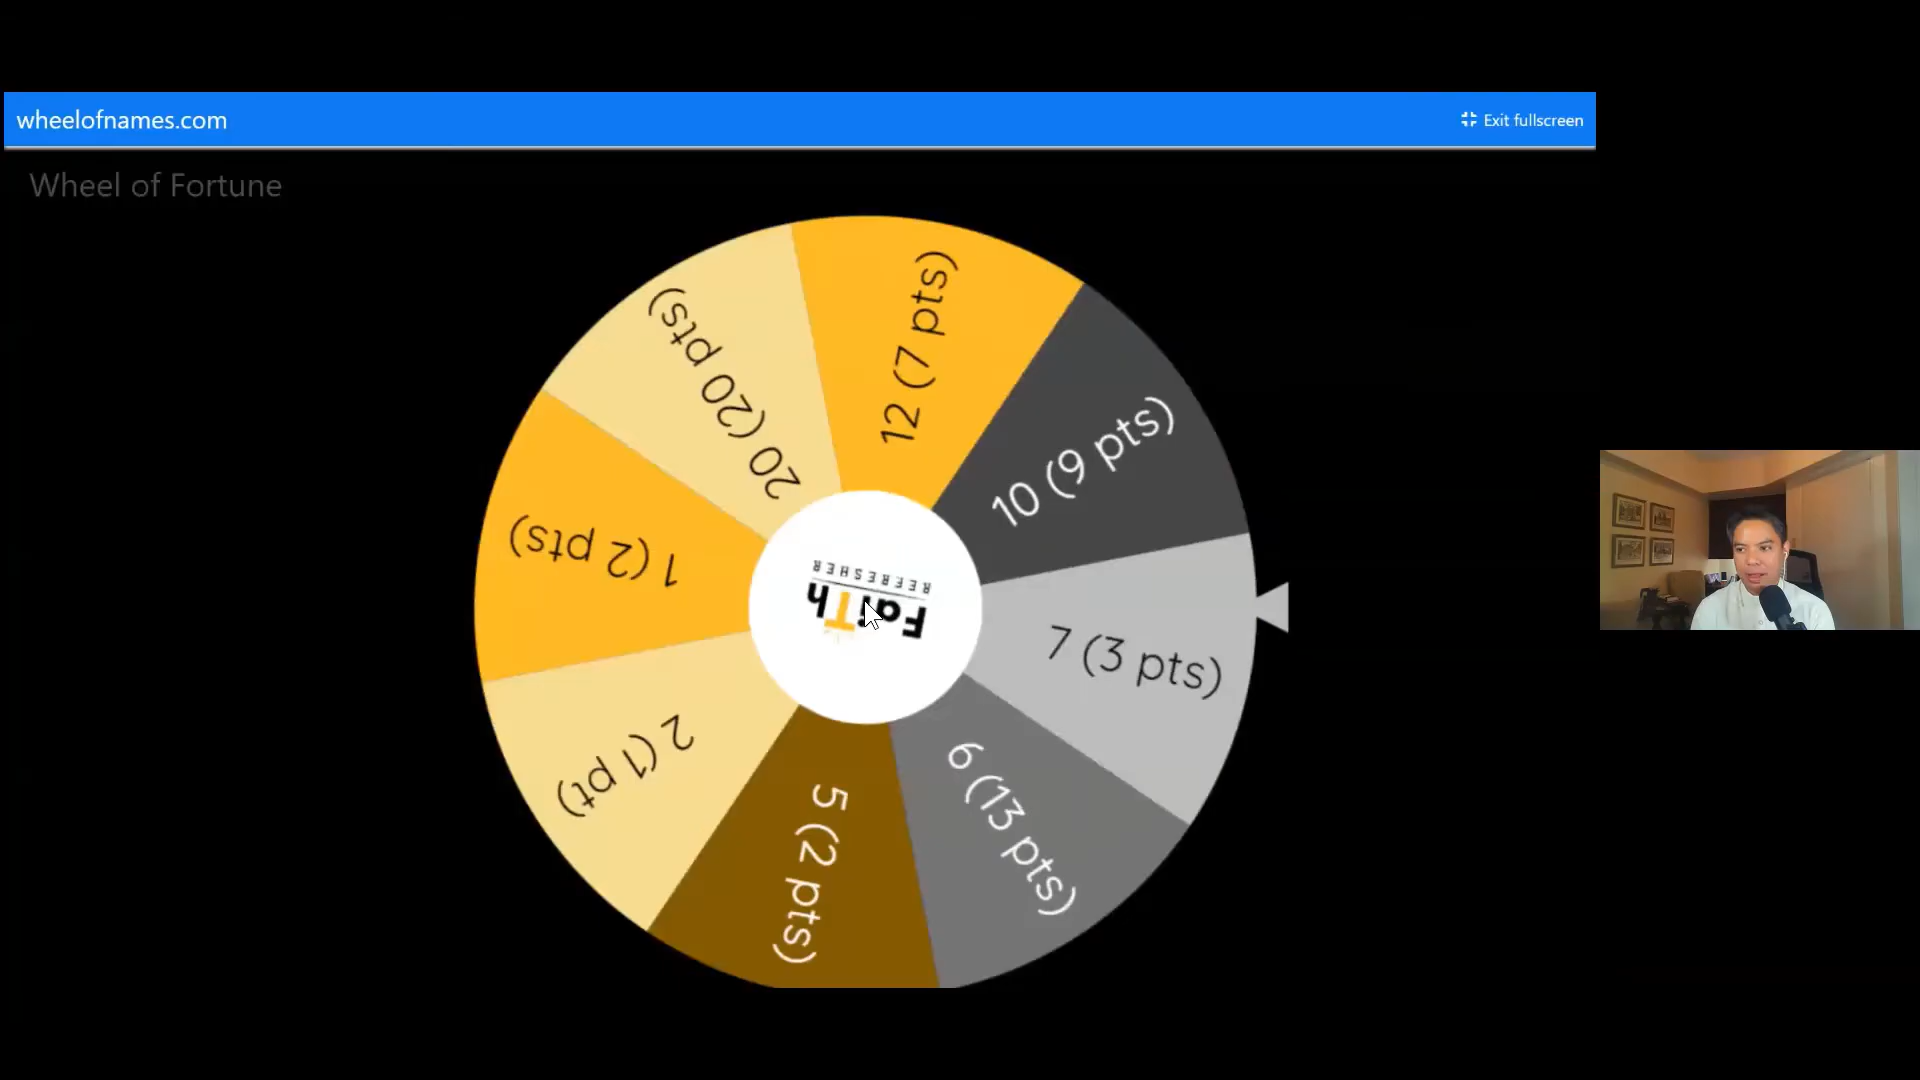 wheelofnames.com
Exit fullscreen
Wheel of Fortune
12 (7 pts)
10 (9 pts)
7 (3 pts)
6 (13 pts)
5 (2 pts)
2 (1 pt)
1 (2 pts)
20 (20 pts)
FaiTh
REFRESHER